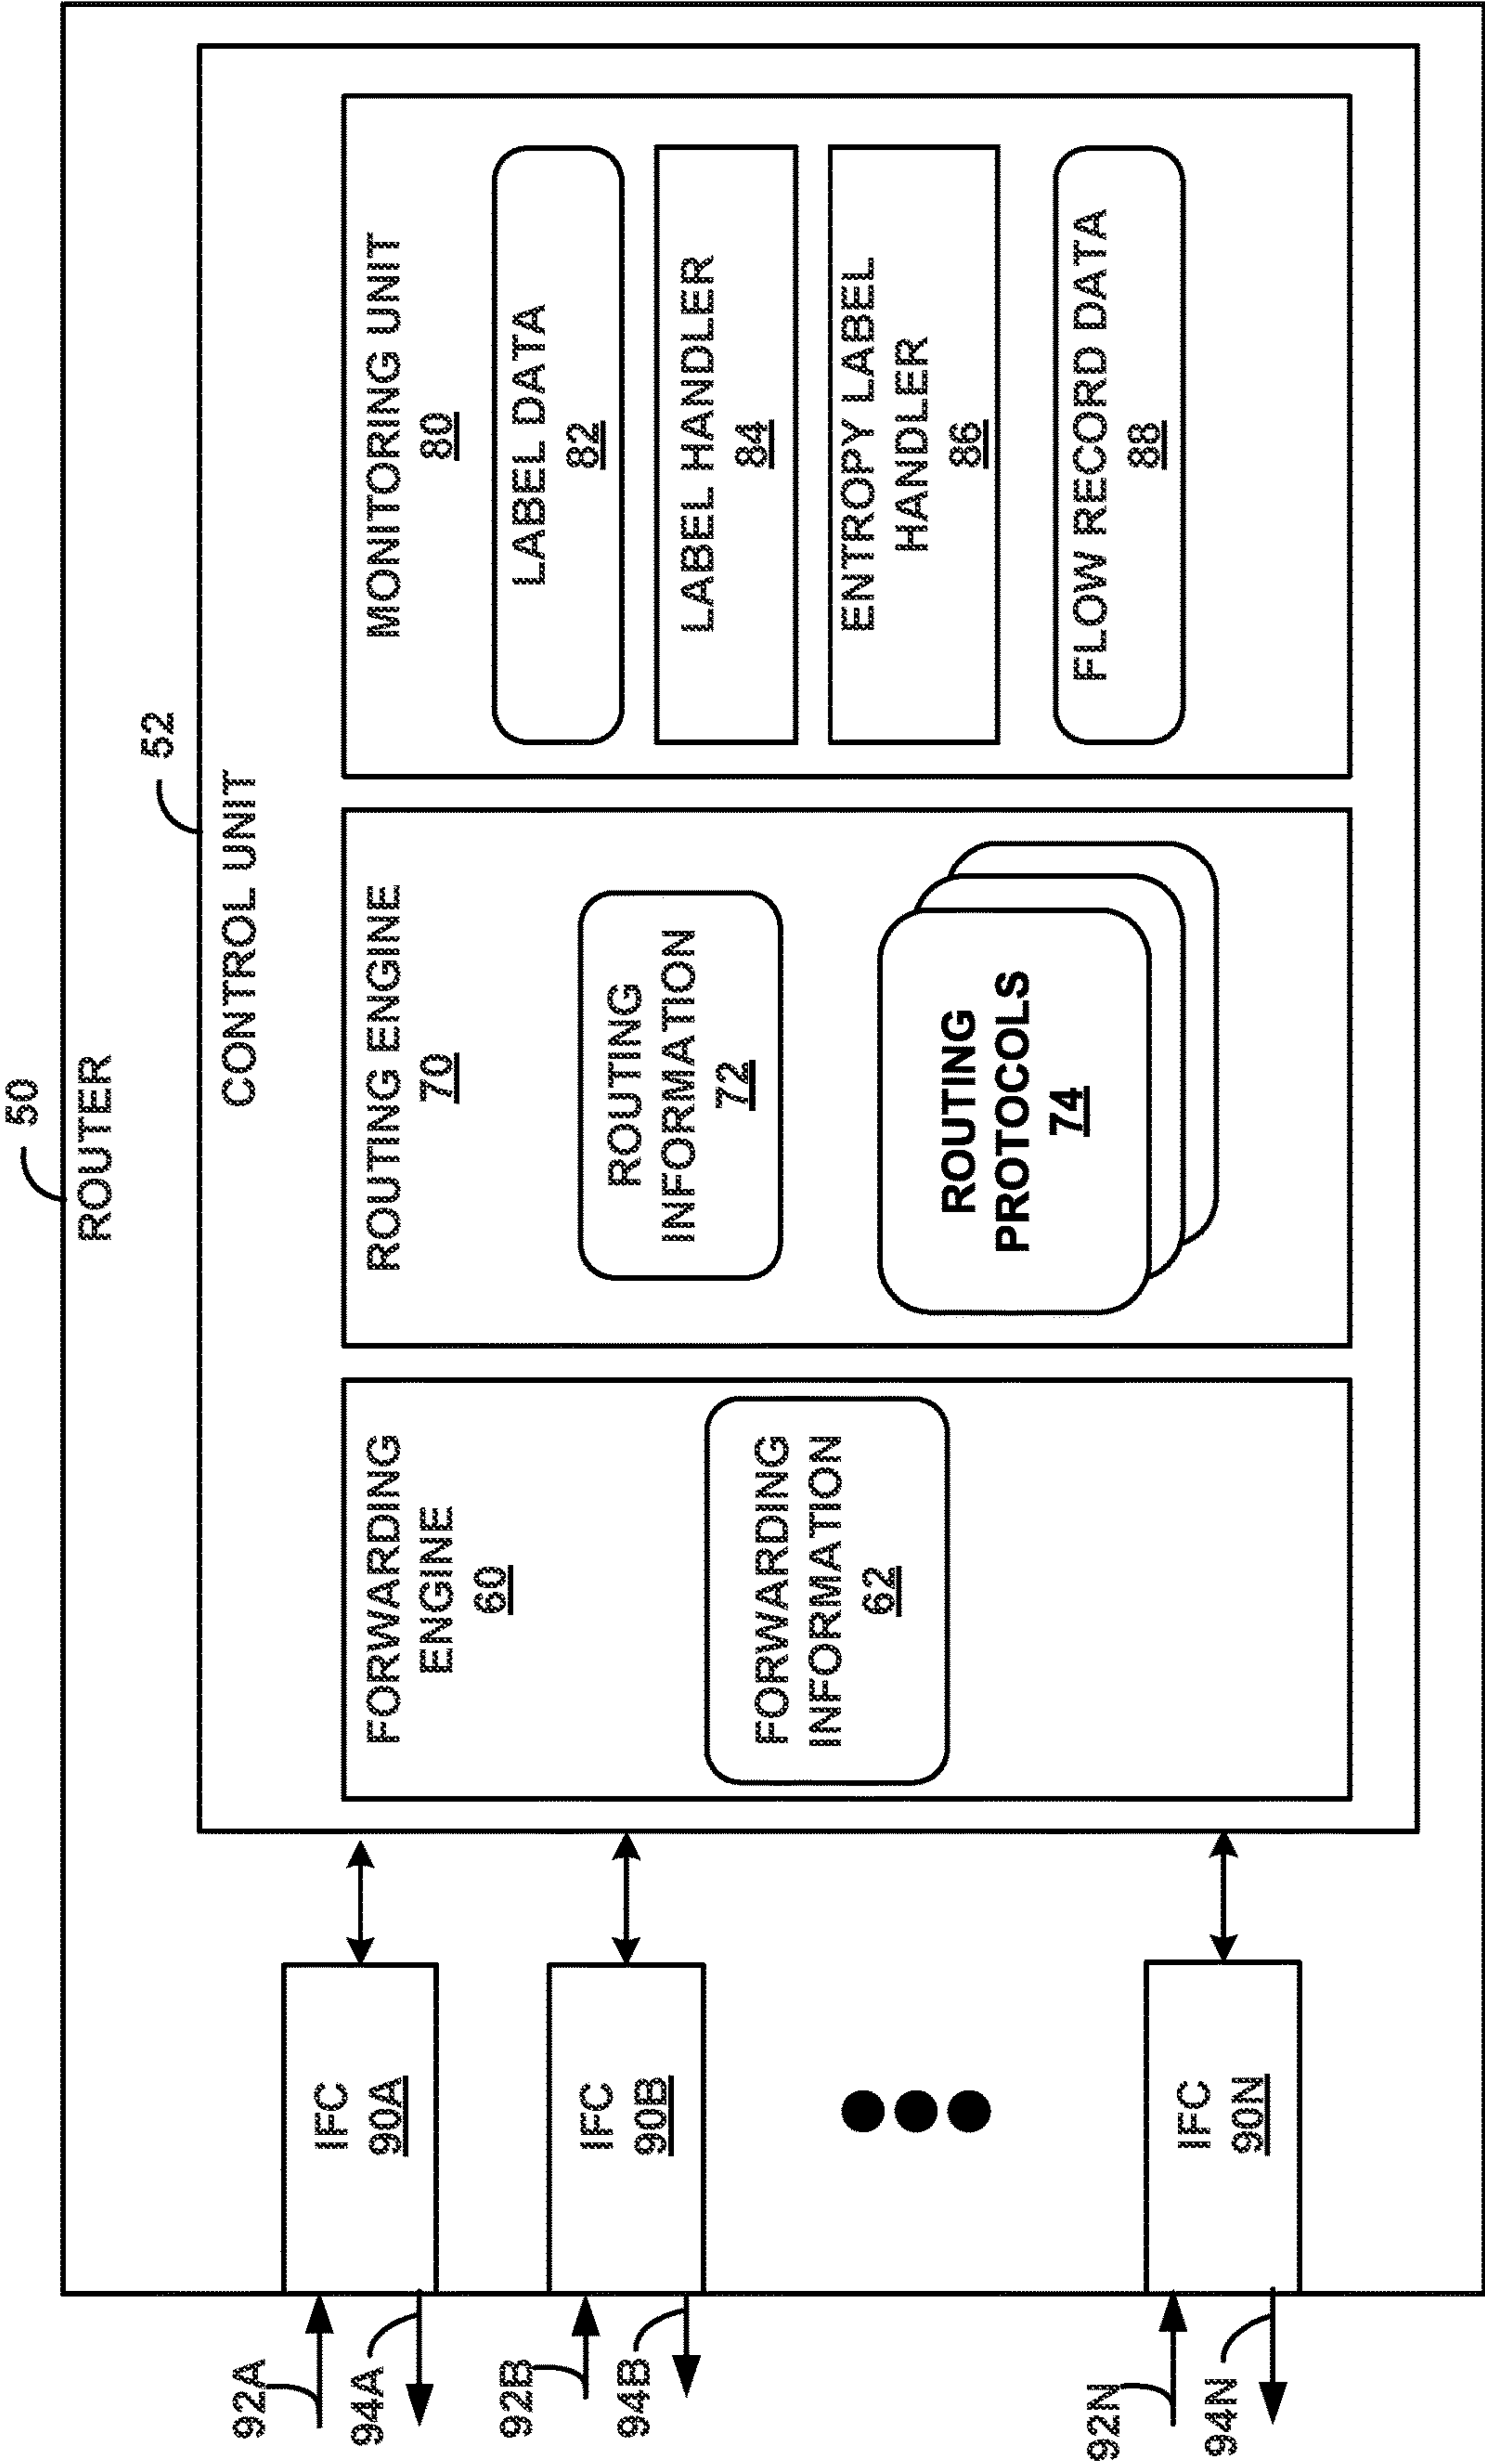 50
ROUTER
52
CONTROL UNIT
92A
94A
IFC
90A
92B
94B
IFC
90B
92N
94N
IFC
90N
FORWARDING
ENGINE
60
FORWARDING
INFORMATION
62
ROUTING ENGINE
70
ROUTING
INFORMATION
72
ROUTING
PROTOCOLS
74
MONITORING UNIT
80
LABEL DATA
82
LABEL HANDLER
84
ENTROPY LABEL
HANDLER
86
FLOW RECORD DATA
88